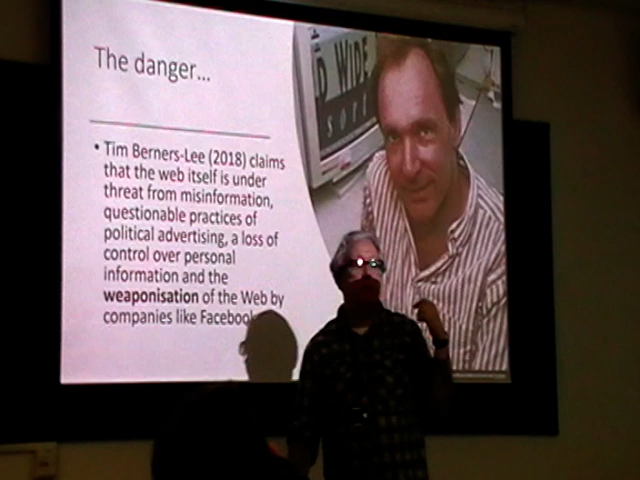 The danger...
• Tim Berners-Lee (2018) claims
that the web itself is under
threat from misinformation,
questionable practices of
political advertising, a loss of
control over personal
information and the
weaponisation of the Web by
companies like Facebook
D WIDE